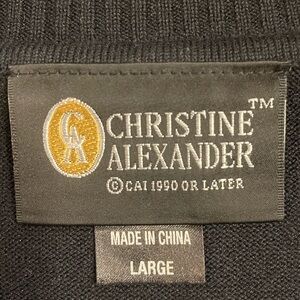 CA
CHRISTINE™
ALEXANDER
© CAI 1990 OR LATER
MADE IN CHINA
LARGE